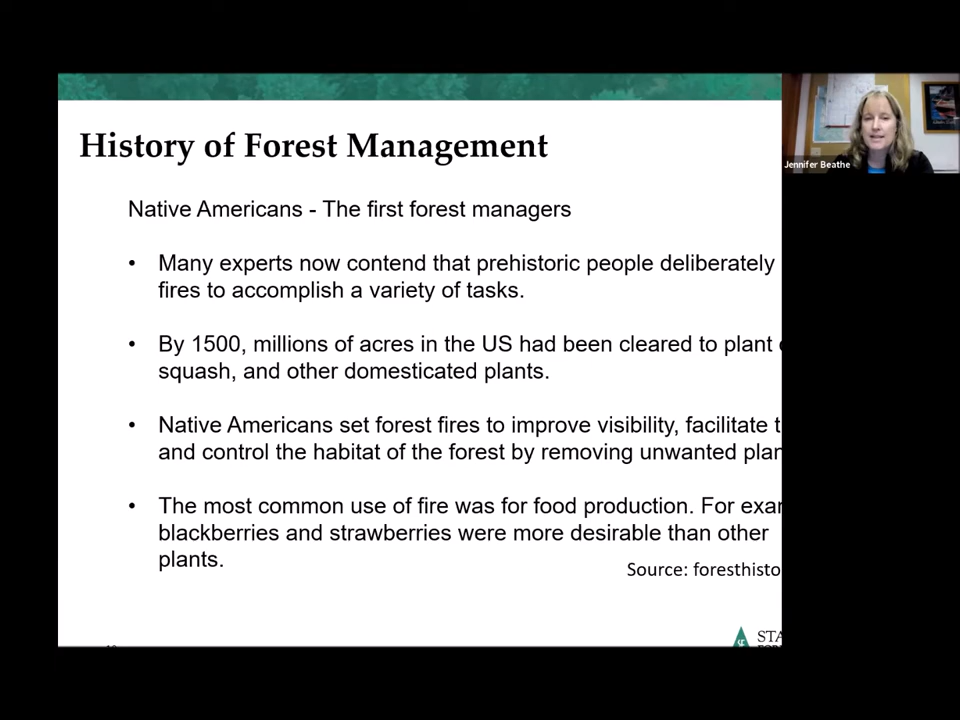 History of Forest Management
Jennifer Beathe
Native Americans - The first forest managers
• Many experts now contend that prehistoric people deliberately
fires to accomplish a variety of tasks.
• By 1500, millions of acres in the US had been cleared to plant
squash, and other domesticated plants.
• Native Americans set forest fires to improve visibility, facilitate
and control the habitat of the forest by removing unwanted
• The most common use of fire was for food production. For
blackberries and strawberries were more desirable than other
plants.
Source: